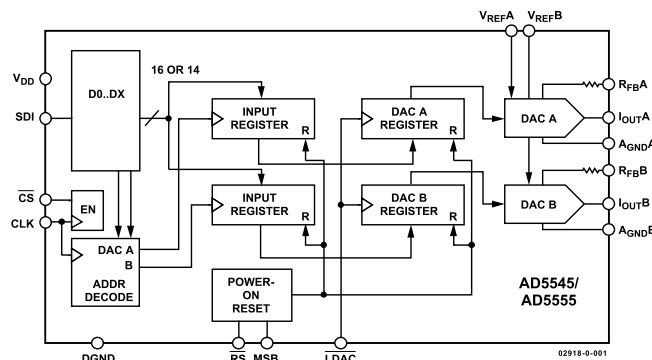 VREFA VREFB
16 OR 14
VDD
D0..DX
RFBA
SDI
INPUT REGISTER
R
DAC A REGISTER
R
DAC A
IOUTA
AGNDA
RFBB
CS
EN
INPUT REGISTER
R
DAC B REGISTER
R
DAC B
IOUTB
CLK
AGNDB
DAC A
B
ADDR DECODE
POWER-ON RESET
AD5545/
AD5555
DGND
RS MSB
LDAC
02918-0-001